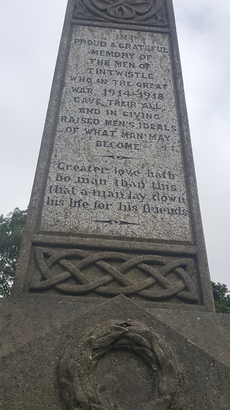 IN
PROUD & GRATEFUL
MEMORY OF
THE MEN OF
TINTWISTLE
WHO IN THE GREAT
WAR, 1914-1918
GAVE THEIR ALL
AND IN GIVING
RAISED MEN'S IDEALS
OF WHAT MAN MAY
BECOME
Greater love hath
no man than this
that a man lay down
his life for his friends